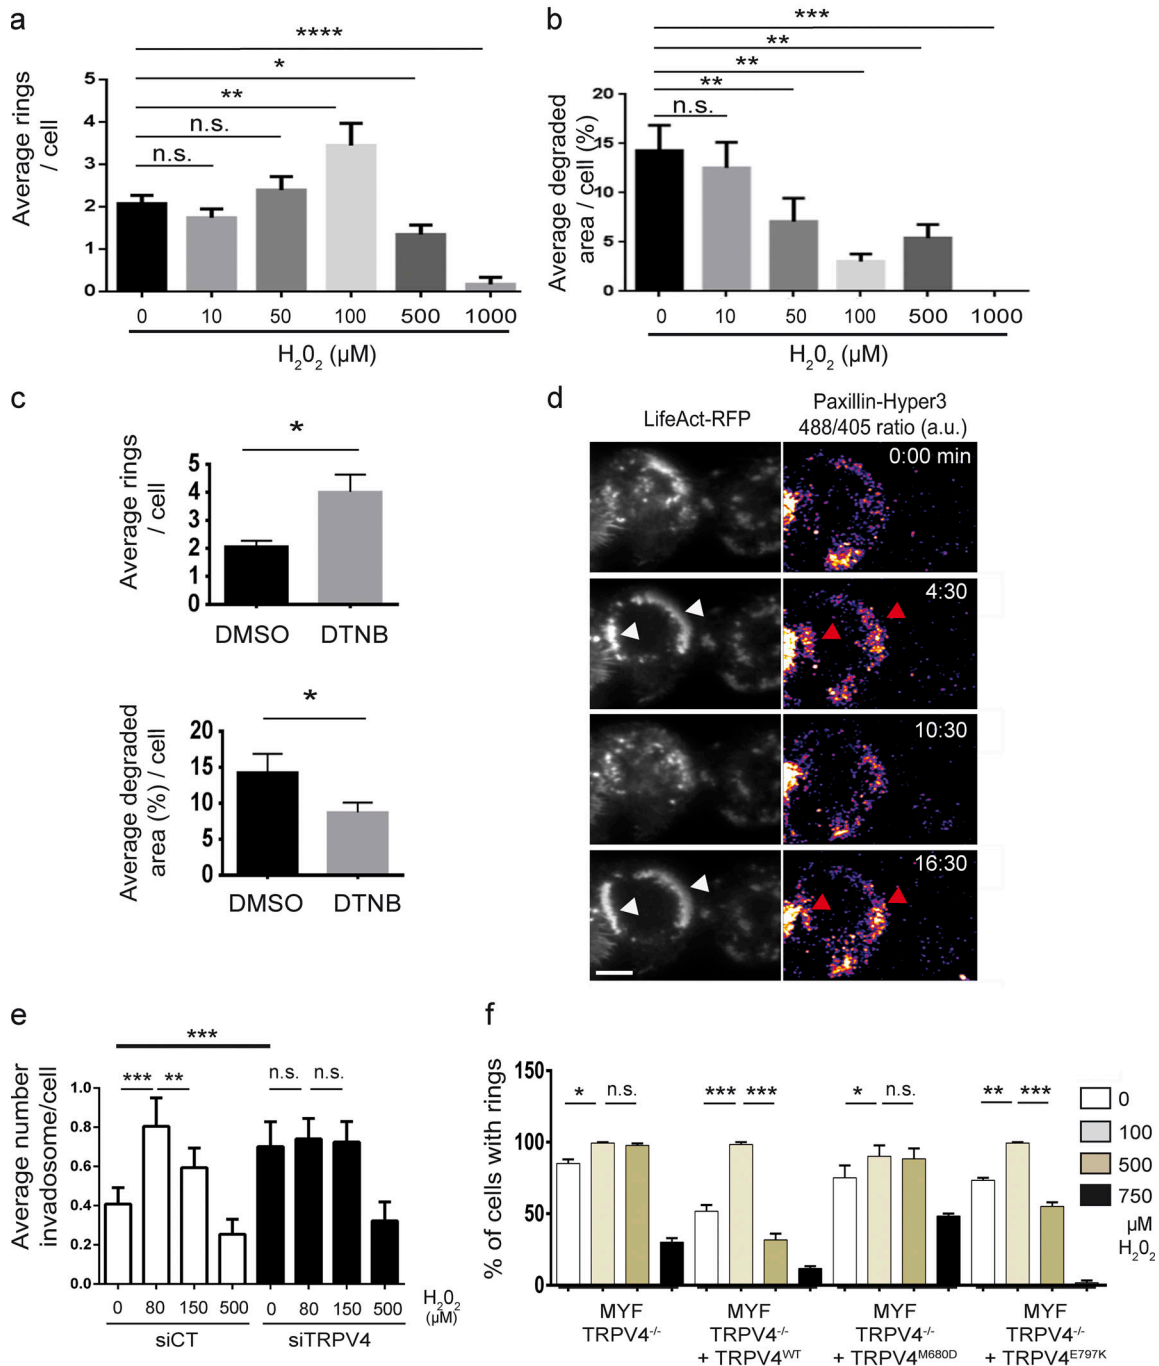 a
****
*
**
n.s.
n.s.
Average rings
/ cell
5
4
3
2
1
0
0 10 50 100 500 1000
H₂0₂ (µM)
b
***
**
**
**
n.s.
Average degraded
area / cell (%)
20
15
10
5
0
0 10 50 100 500 1000
H₂0₂ (µM)
c
*
Average rings
/ cell
5
4
3
2
1
0
DMSO DTNB
*
Average degraded
area (%) / cell
20
15
10
5
0
DMSO DTNB
d
LifeAct-RFP
Paxillin-Hyper3
488/405 ratio (a.u.)
0:00 min
4:30
10:30
16:30
e
***
*** ** n.s. n.s.
Average number
invadosome/cell
1.0
0.8
0.6
0.4
0.2
0.0
0 80 150 500 0 80 150 500 H₂0₂
(µM)
siCT siTRPV4
f
% of cells with rings
150
100
50
0
* n.s. *** *** * n.s. ** ***
0
100
500
750
µM
H₂0₂
MYF
TRPV4⁻/⁻
MYF
TRPV4⁻/⁻
+ TRPV4ᵂᵀ
MYF
TRPV4⁻/⁻
+ TRPV4ᴹ⁶⁸⁰ᴰ
MYF
TRPV4⁻/⁻
+ TRPV4ᴱ⁷⁹⁷ᴷ